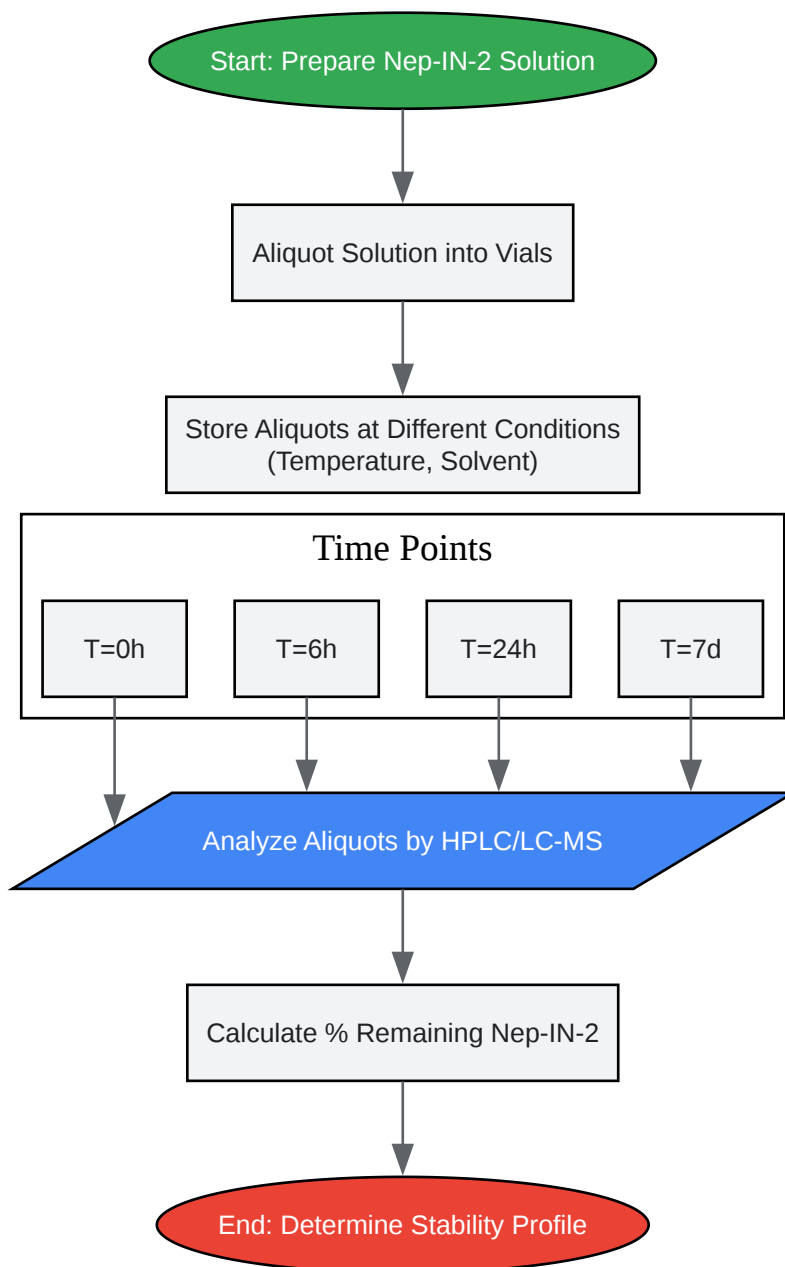 Start: Prepare Nep-IN-2 Solution
Aliquot Solution into Vials
Store Aliquots at Different Conditions
(Temperature, Solvent)
Time Points
T=0h
T=6h
T=24h
T=7d
Analyze Aliquots by HPLC/LC-MS
Calculate % Remaining Nep-IN-2
End: Determine Stability Profile